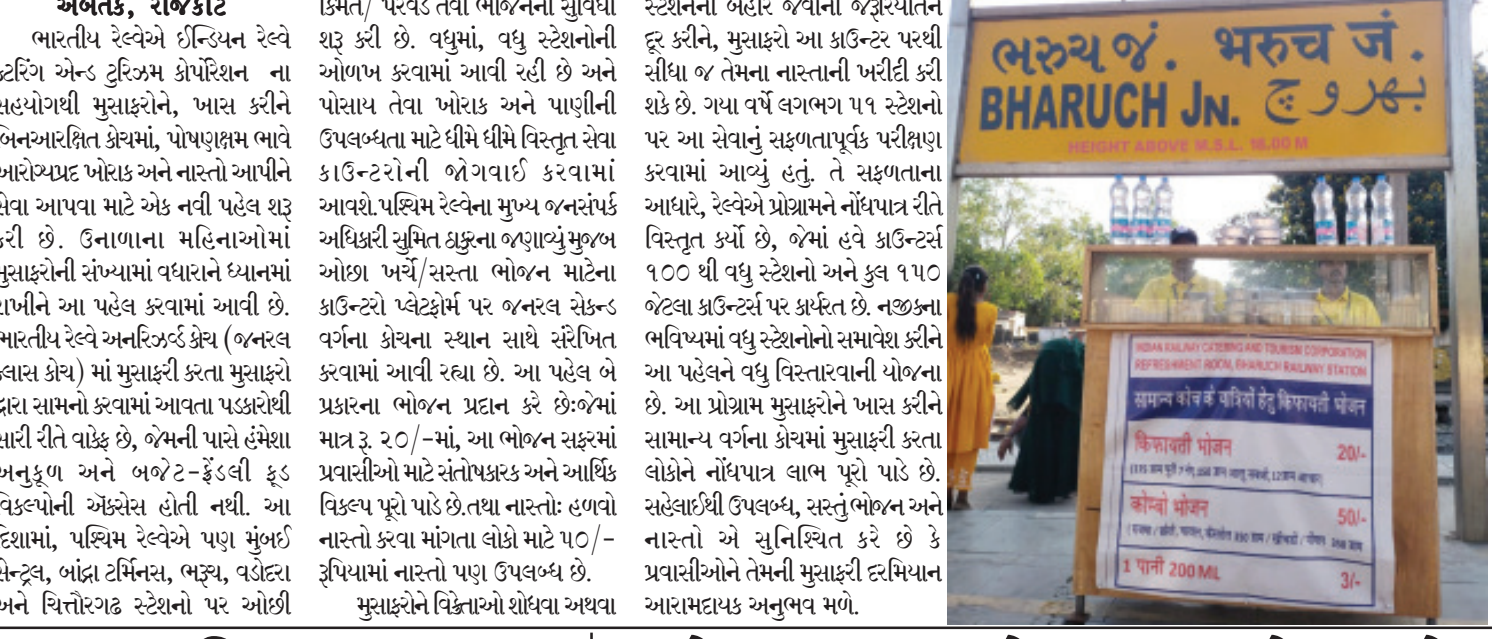 અબતક, રાજકોટ
ભારતીય રેલ્વેએ ઈન્ડિયન રેલ્વે
કેટરિંગ એન્ડ ટુરિઝમ કોર્પોરેશન ના
સહયોગથી મુસાફરોને, ખાસ કરીને
બિનઆરક્ષિત કોચમાં, પોષણક્ષમ ભાવે
આરોગ્યપ્રદ ખોરાક અને નાસ્તો આપીને
સેવા આપવા માટે એક નવી પહેલ શરૂ
કરી છે. ઉનાળાના મહિનાઓમાં
મુસાફરોની સંખ્યામાં વધારાને ધ્યાનમાં
રાખીને આ પહેલ કરવામાં આવી છે.
ભારતીય રેલ્વે અનરિઝર્વ્ડ કોચ (જનરલ
ક્લાસ કોચ) માં મુસાફરી કરતા મુસાફરો
દ્વારા સામનો કરવામાં આવતા પડકારોથી
સારી રીતે વાકેફ છે, જેમની પાસે હંમેશા
અનુકૂળ અને બજેટ-ફ્રેંડલી ફૂડ
વિકલ્પોની ઍક્સેસ હોતી નથી. આ
દિશામાં, પશ્ચિમ રેલ્વેએ પણ મુંબઈ
સેન્ટ્રલ, બાંદ્રા ટર્મિનસ, ભરૂચ, વડોદરા
અને ચિત્તૌરગઢ સ્ટેશનો પર ઓછી
કિંમત/ પરવડે તેવા ભોજનની સુવિધા
શરૂ કરી છે. વધુમાં, વધુ સ્ટેશનોની
ઓળખ કરવામાં આવી રહી છે અને
પોસાય તેવા ખોરાક અને પાણીની
ઉપલબ્ધતા માટે ધીમે ધીમે વિસ્તૃત સેવા
કાઉન્ટરોની જોગવાઈ કરવામાં
આવશે.પશ્ચિમ રેલ્વેના મુખ્ય જનસંપર્ક
અધિકારી સુમિત ઠાકુરના જણાવ્યું મુજબ
ઓછા ખર્ચે/સસ્તા ભોજન માટેના
કાઉન્ટરો પ્લેટફોર્મ પર જનરલ સેકન્ડ
વર્ગના કોચના સ્થાન સાથે સંરેખિત
કરવામાં આવી રહ્યા છે. આ પહેલ બે
પ્રકારના ભોજન પ્રદાન કરે છેઃજેમાં
માત્ર રૂ. ૨૦/-માં, આ ભોજન સફરમાં
પ્રવાસીઓ માટે સંતોષકારક અને આર્થિક
વિકલ્પ પૂરો પાડે છે.તથા નાસ્તોઃ હળવો
નાસ્તો કરવા માંગતા લોકો માટે ૫૦/-
રૂપિયામાં નાસ્તો પણ ઉપલબ્ધ છે.
મુસાફરોને વિક્રેતાઓ શોધવા અથવા
સ્ટેશનની બહાર જવાની જરૂરિયાતને
દૂર કરીને, મુસાફરો આ કાઉન્ટર પરથી
સીધા જ તેમના નાસ્તાની ખરીદી કરી
શકે છે. ગયા વર્ષે લગભગ ૫૧ સ્ટેશનો
પર આ સેવાનું સફળતાપૂર્વક પરીક્ષણ
કરવામાં આવ્યું હતું. તે સફળતાના
આધારે, રેલ્વેએ પ્રોગ્રામને નોંધપાત્ર રીતે
વિસ્તૃત કર્યો છે, જેમાં હવે કાઉન્ટર્સ
૧૦૦ થી વધુ સ્ટેશનો અને કુલ ૧૫૦
જેટલા કાઉન્ટર્સ પર કાર્યરત છે. નજીકના
ભવિષ્યમાં વધુ સ્ટેશનોનો સમાવેશ કરીને
આ પહેલને વધુ વિસ્તારવાની યોજના
છે. આ પ્રોગ્રામ મુસાફરોને ખાસ કરીને
સામાન્ય વર્ગના કોચમાં મુસાફરી કરતા
લોકોને નોંધપાત્ર લાભ પૂરો પાડે છે.
સહેલાઈથી ઉપલબ્ધ, સસ્તું ભોજન અને
નાસ્તો એ સુનિશ્ચિત કરે છે કે
પ્રવાસીઓને તેમની મુસાફરી દરમિયાન
આરામદાયક અનુભવ મળે.
ભરુચ જં. भरुच जं.
BHARUCH JN. بھروچ
HEIGHT ABOVE M.S.L. 18.00 M
INDIAN RAILWAY CATERING AND TOURISM CORPORATION
REFRESHMENT ROOM, BHARUCH RAILWAY STATION
सामान्य कोच के यात्रियों हेतु किफायती भोजन
किफायती भोजन 20/-
कोम्बो भोजन 50/-
1 पानी 200 ML 3/-